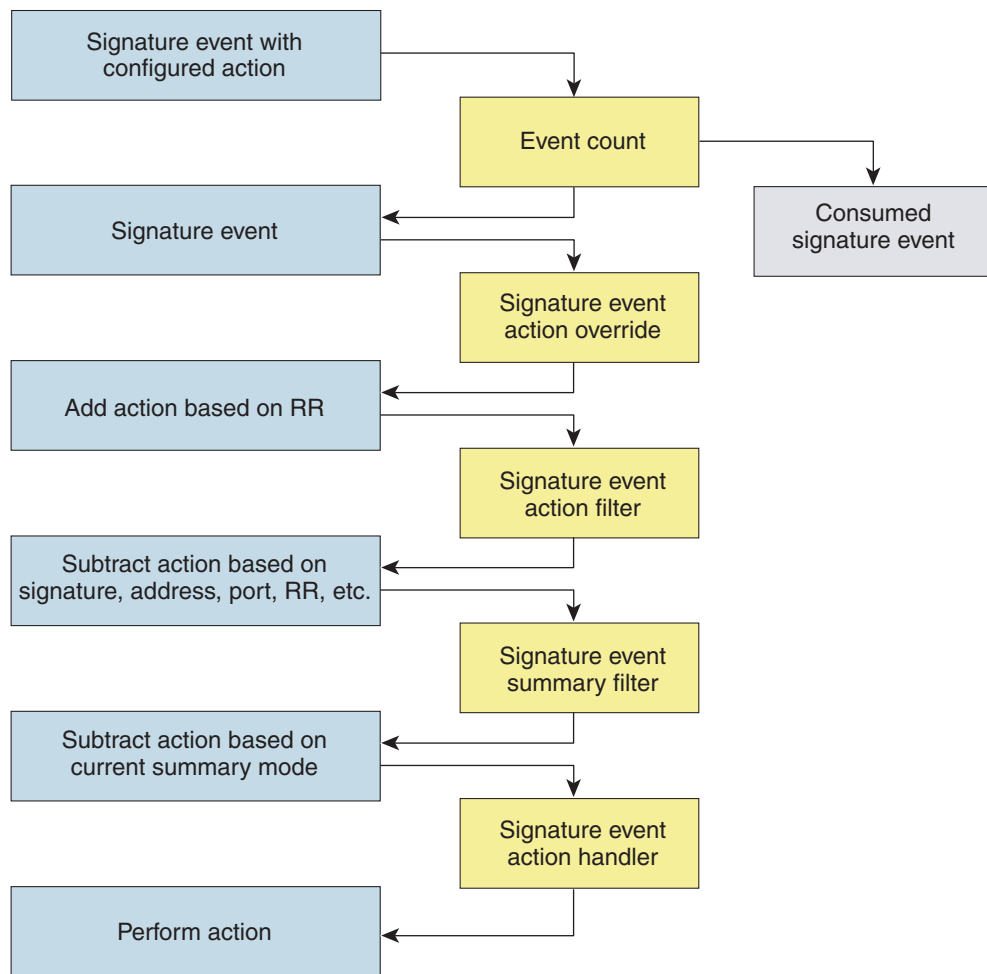 Signature event with
configured action
Event count
Consumed
signature event
Signature event
Signature event
action override
Add action based on RR
Signature event
action filter
Subtract action based on
signature, address, port, RR, etc.
Signature event
summary filter
Subtract action based on
current summary mode
Signature event
action handler
Perform action